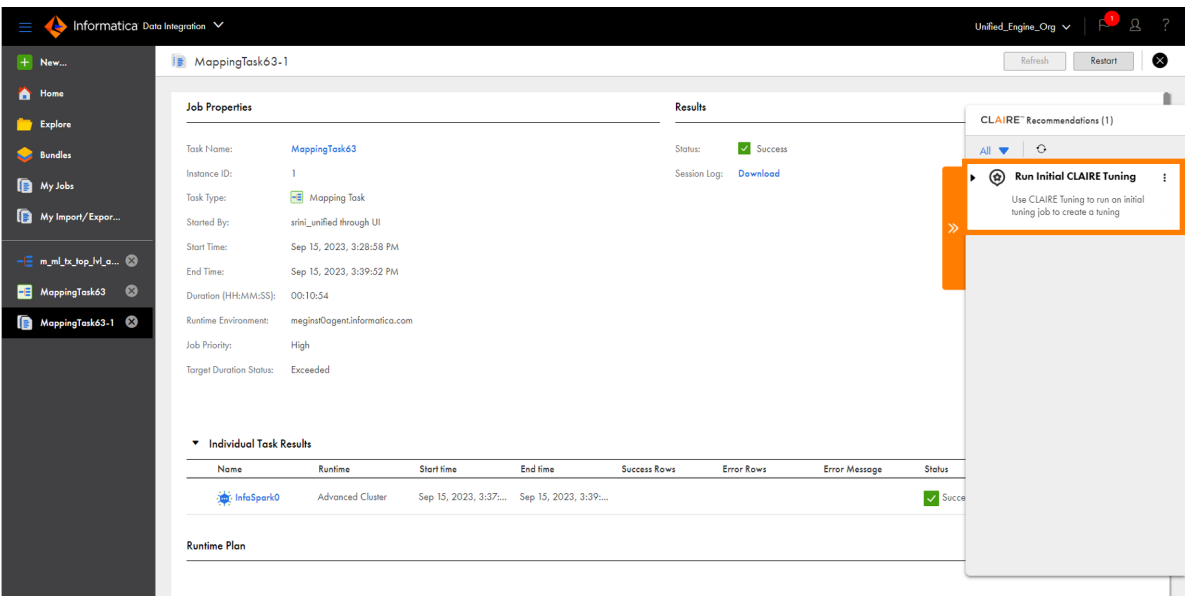 Informatica Data Integration
Unified_Engine_Org
1
?
New...
Home
Explore
Bundles
My Jobs
My Import/Expor...
m_ml_tx_top_lvl_a...
MappingTask63
MappingTask63-1
MappingTask63-1
Refresh
Restart
Job Properties
Task Name: MappingTask63
Instance ID: 1
Task Type: Mapping Task
Started By: srini_unified through UI
Start Time: Sep 15, 2023, 3:28:58 PM
End Time: Sep 15, 2023, 3:39:52 PM
Duration (HH:MM:SS): 00:10:54
Runtime Environment: meginst0agent.informatica.com
Job Priority: High
Target Duration Status: Exceeded
Results
Status: Success
Session Log: Download
CLAIRE™ Recommendations (1)
All
Run Initial CLAIRE Tuning
Use CLAIRE Tuning to run an initial
tuning job to create a tuning
Individual Task Results
Name Runtime Start time End time Success Rows Error Rows Error Message Status
InfaSpark0 Advanced Cluster Sep 15, 2023, 3:37:... Sep 15, 2023, 3:39:... Succe
Runtime Plan